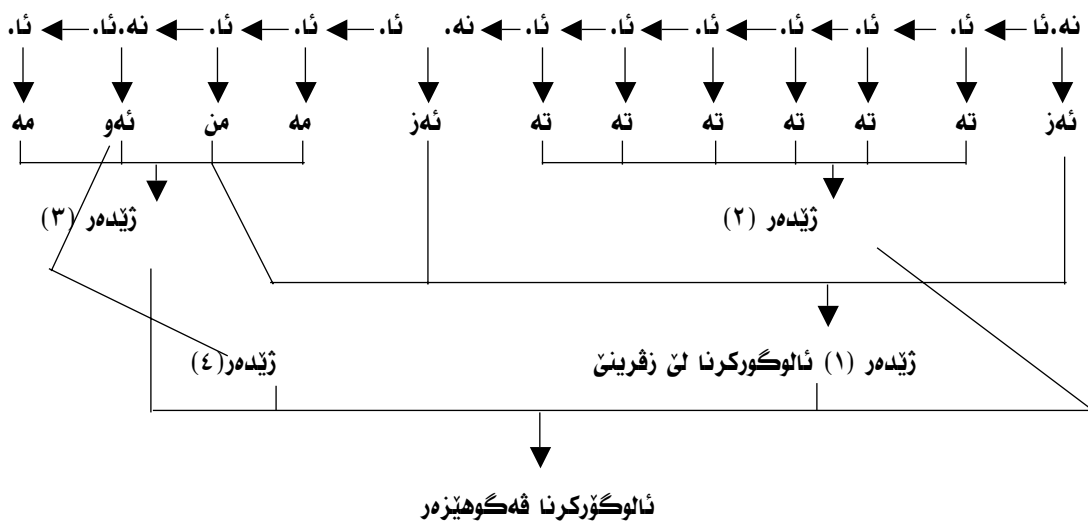 نە.ئا ئا. ئا. ئا. ئا. ئا. ئا. نە. ئا. ئا. ئا. نە.ئا. ئا.
ئەز تە تە تە تە تە تە ئەز مە من ئەو مە
ژێدەر (٢) ژێدەر (٣)
ژێدەر (١) ئالوگورکرنا لێ زڤرینێ ژێدەر(٤)
ئالوگۆرکرنا ڤەگوهێزەر